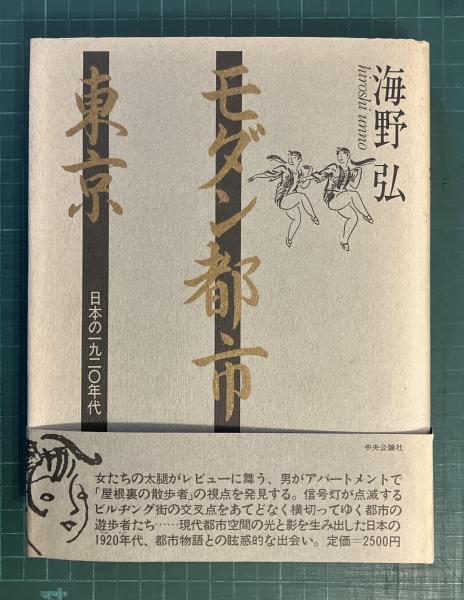 海野 弘
hiroshi unno
モダン都市
東京
日本の一九二〇年代
中央公論社
女たちの太腿がレビューに舞う、男がアパートメントで
「屋根裏の散歩者」の視点を発見する。信号灯が点滅する
ビルヂング街の交叉点をあてどなく横切ってゆく都市の
遊歩者たち……現代都市空間の光と影を生み出した日本の
1920年代、都市物語との眩惑的な出会い。定価=2500円